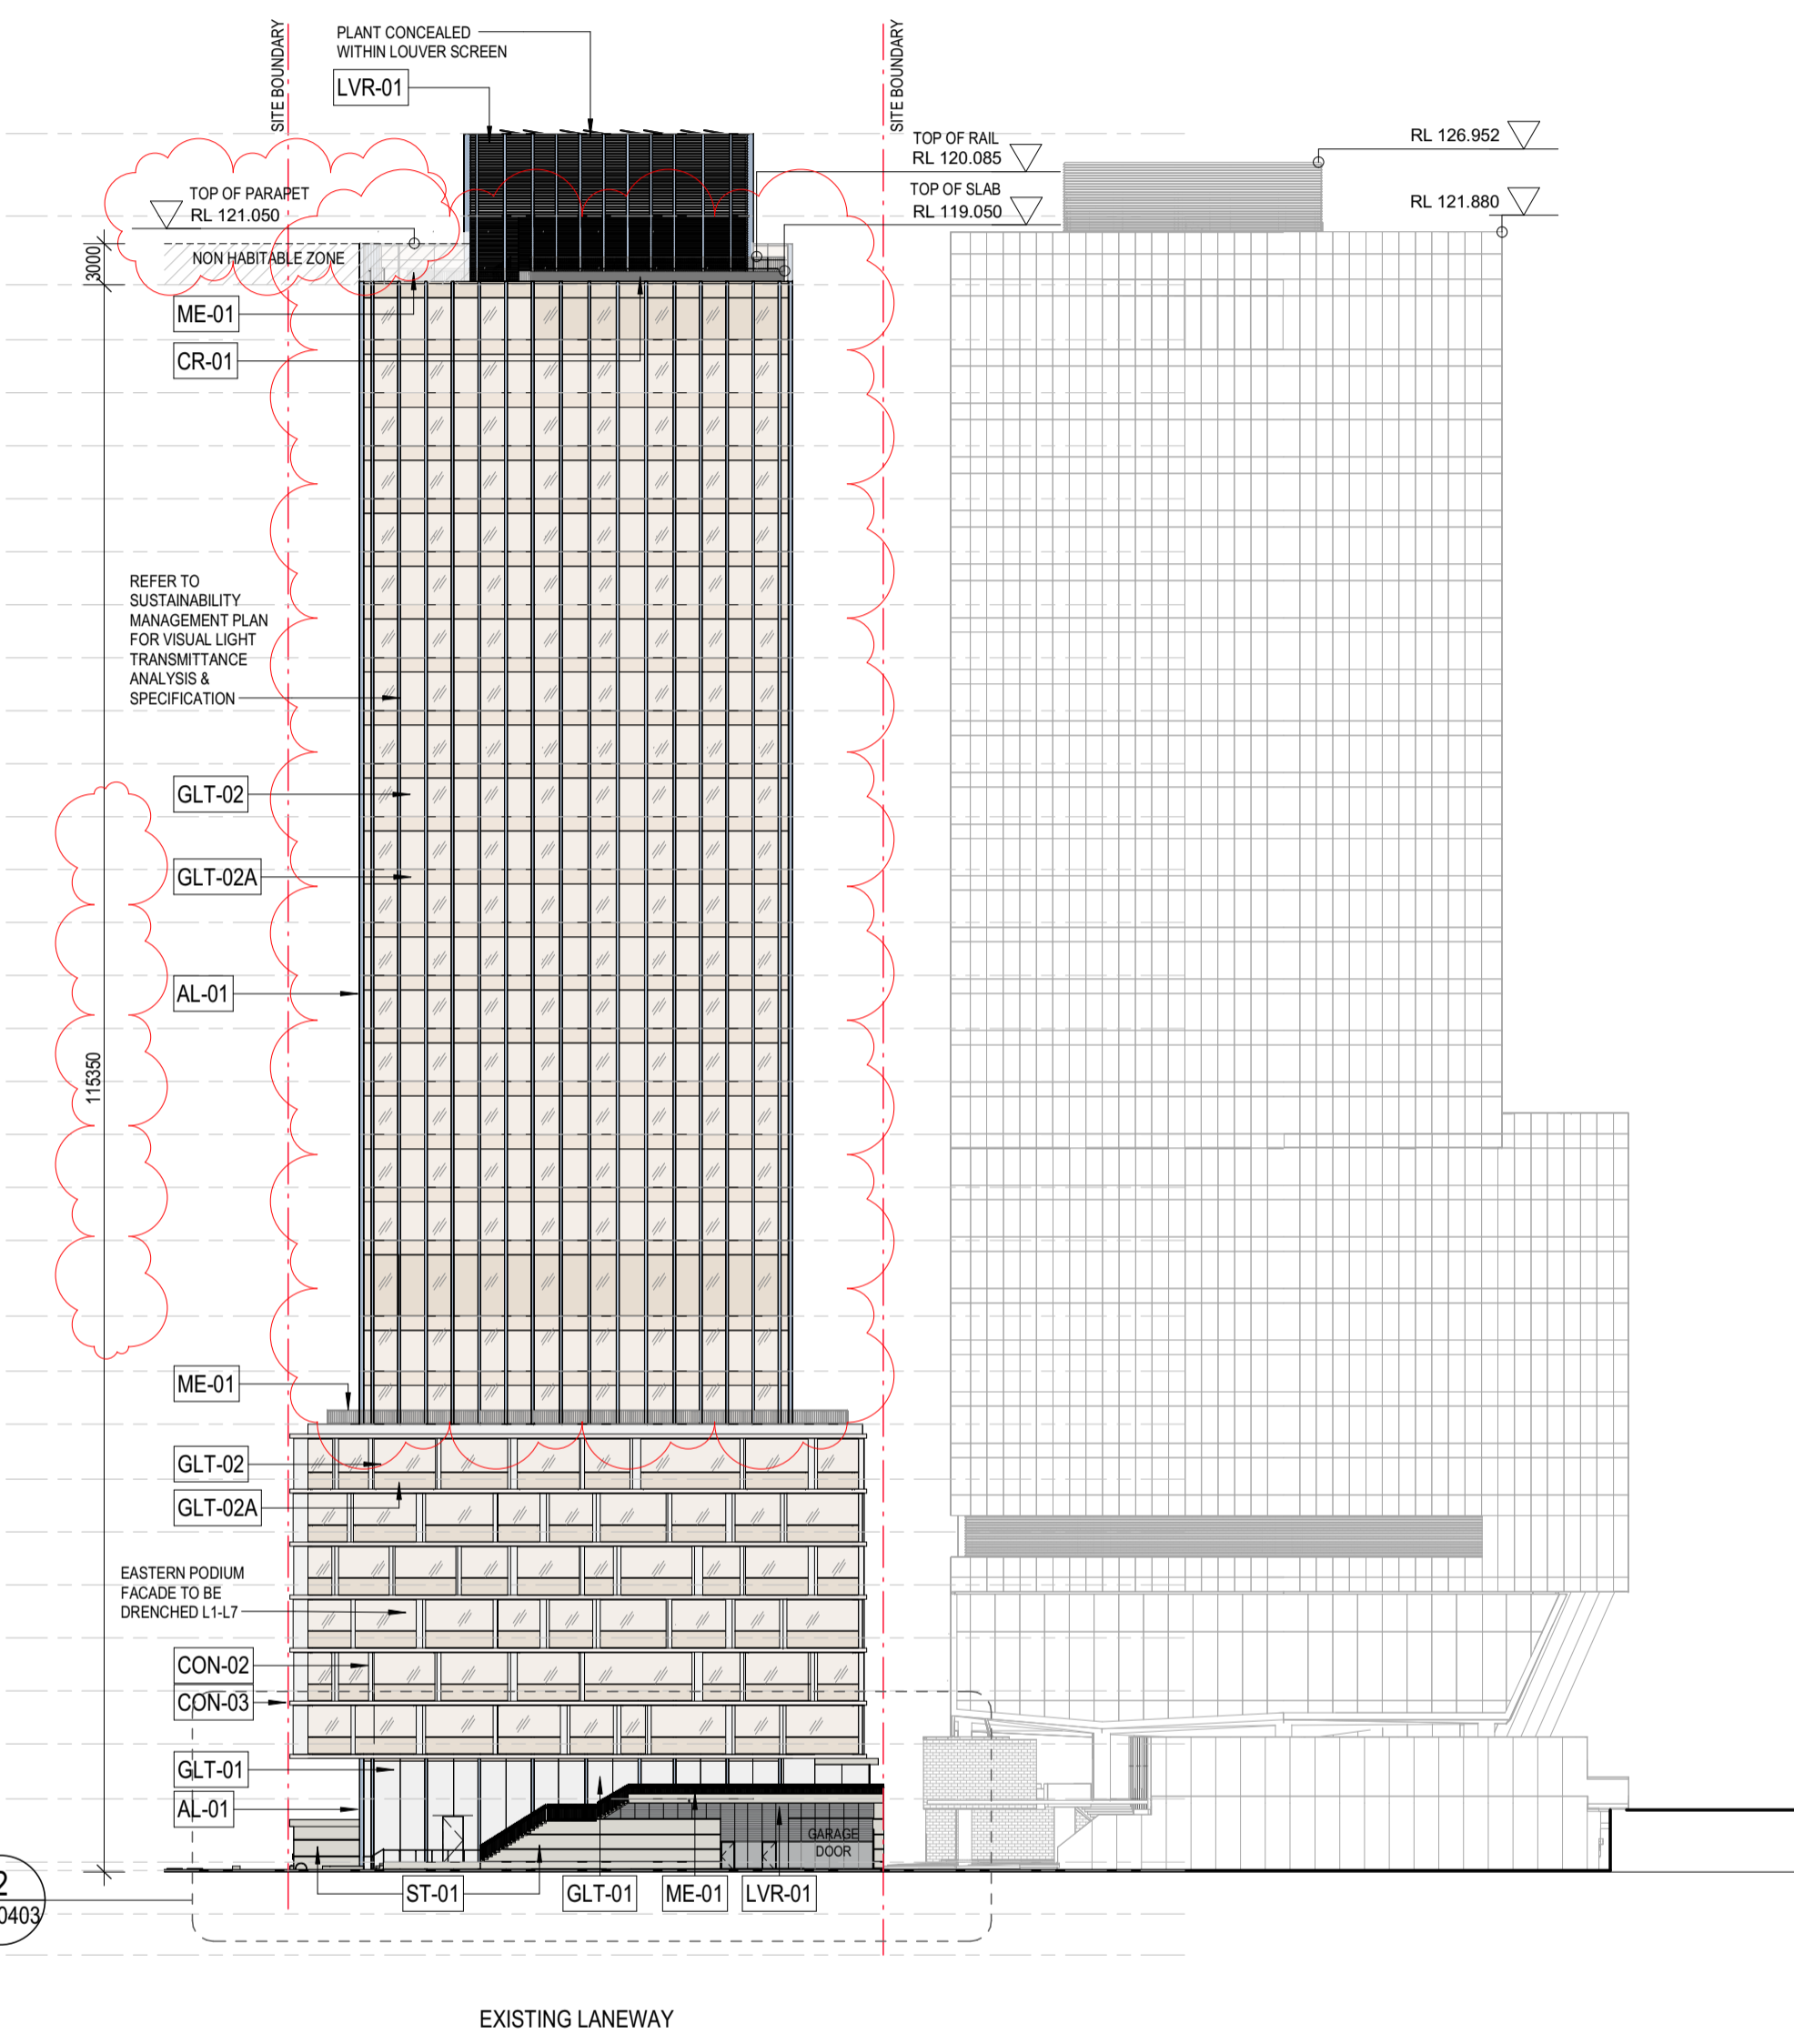 PLANT CONCEALED
WITHIN LOUVER SCREEN
LVR-01
SITE BOUNDARY
SITE BOUNDARY
TOP OF RAIL
RL 120.085
RL 126.952
TOP OF PARAPET
RL 121.050
TOP OF SLAB
RL 119.050
RL 121.880
3000
NON HABITABLE ZONE
ME-01
CR-01
REFER TO
SUSTAINABILITY
MANAGEMENT PLAN
FOR VISUAL LIGHT
TRANSMITTANCE
ANALYSIS &
SPECIFICATION
GLT-02
GLT-02A
AL-01
115350
ME-01
GLT-02
GLT-02A
EASTERN PODIUM
FACADE TO BE
DRENCHED L1-L7
CON-02
CON-03
GLT-01
AL-01
GARAGE
DOOR
2
0403
ST-01
GLT-01
ME-01
LVR-01
EXISTING LANEWAY